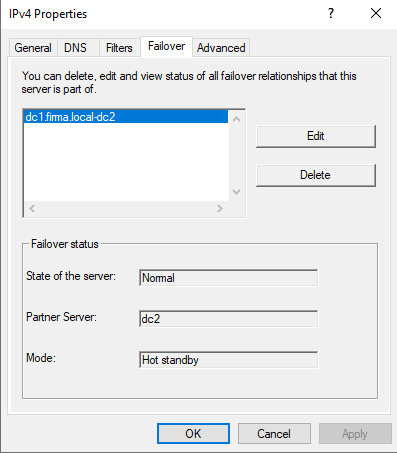 IPv4 Properties
General DNS Filters Failover Advanced
You can delete, edit and view status of all failover relationships that this
server is part of.
dc1.firma.local-dc2
Edit
Delete
Failover status
State of the server: Normal
Partner Server: dc2
Mode: Hot standby
OK Cancel Apply